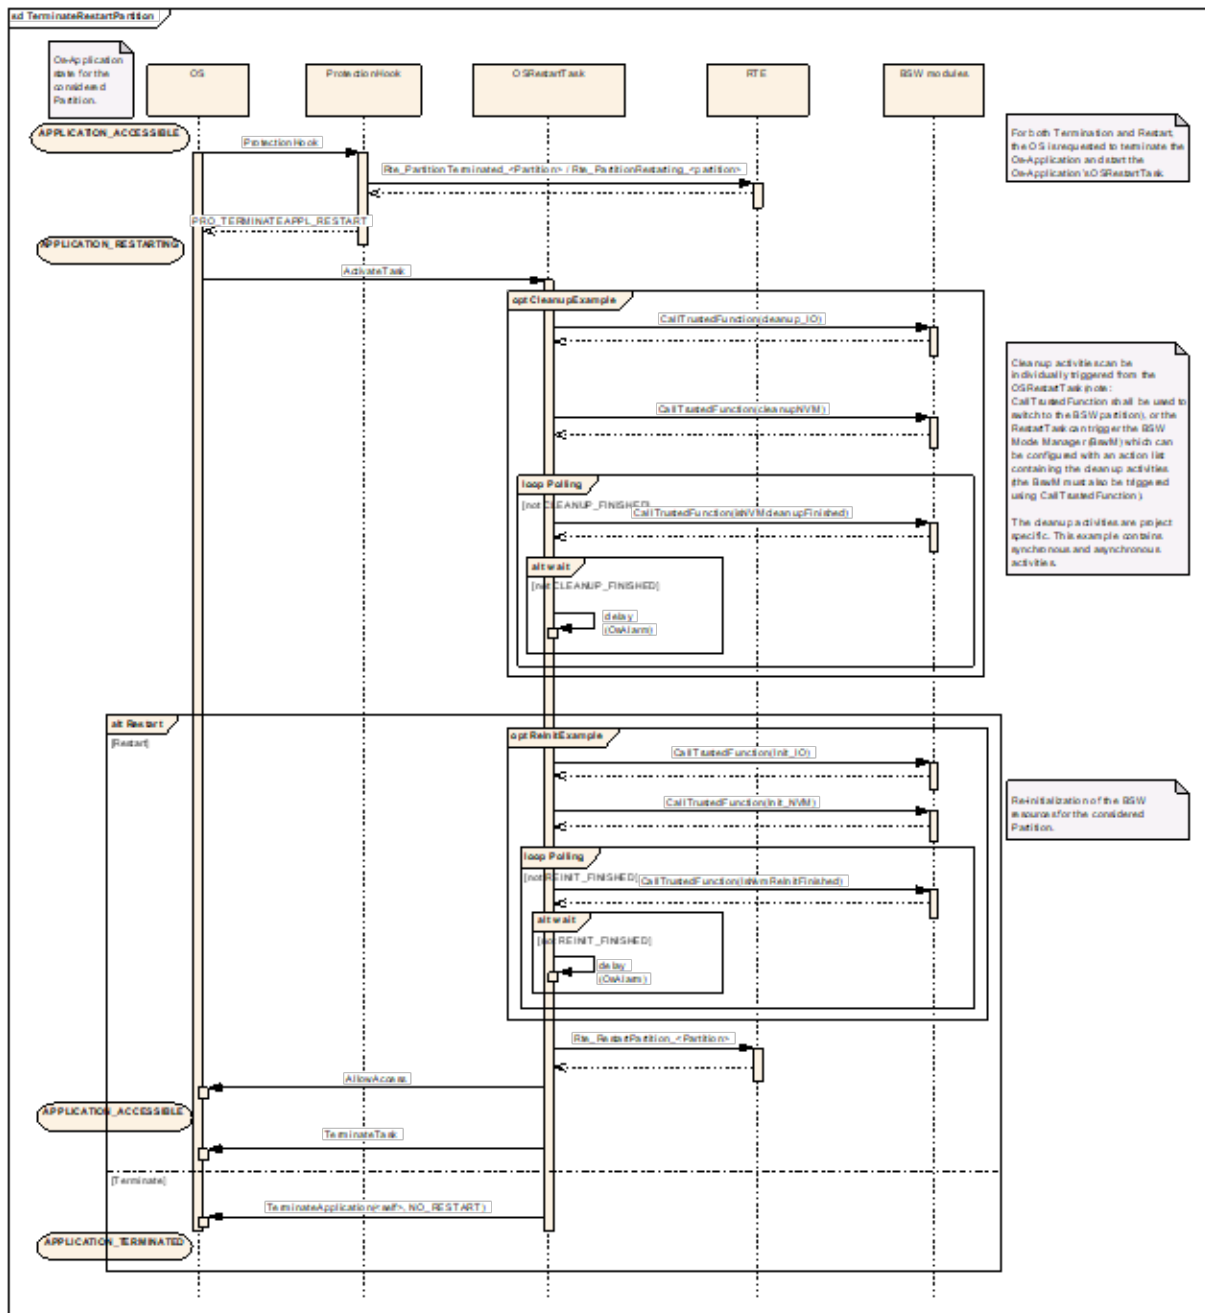 sd TerminateRestartPartition
Os-Application
state for the
considered
Partition.
OS
ProtectionHook
OSRestartTask
RTE
BSW modules
APPLICATION_ACCESSIBLE
ProtectionHook
For both Termination and Restart,
the OS is requested to terminate the
Os-Application and start the
Os-Application's OSRestartTask
Rte_PartitionTerminated_<Partition> / Rte_PartitionRestarting_<partition>
PRO_TERMINATEAPPL_RESTART
APPLICATION_RESTARTING
ActivateTask
opt CleanupExample
CallTrustedFunction(cleanup_IO)
Cleanup activities can be
individually triggered from the
OSRestartTask (note:
CallTrustedFunction shall be used to
switch to the BSW partition), or the
RestartTask can trigger the BSW
Mode Manager (BswM) which can
be configured with an action list
containing the cleanup activities
(the BswM must also be triggered
using CallTrustedFunction).
The cleanup activities are project
specific. This example contains
synchronous and asynchronous
activities.
CallTrustedFunction(cleanupNVM)
loop Polling
[not CLEANUP_FINISHED]
CallTrustedFunction(isNVMcleanupFinished)
alt wait
[not CLEANUP_FINISHED]
delay
(OsAlarm)
alt Restart
[Restart]
opt ReInitExample
CallTrustedFunction(Init_IO)
CallTrustedFunction(Init_NVM)
Re-initialization of the BSW
resources for the considered
Partition.
loop Polling
[not REINIT_FINISHED]
CallTrustedFunction(IsNvmReinitFinished)
alt wait
[not REINIT_FINISHED]
delay
(OsAlarm)
Rte_RestartPartition_<Partition>
AllowAccess
APPLICATION_ACCESSIBLE
TerminateTask
[Terminate]
TerminateApplication(<self>, NO_RESTART)
APPLICATION_TERMINATED